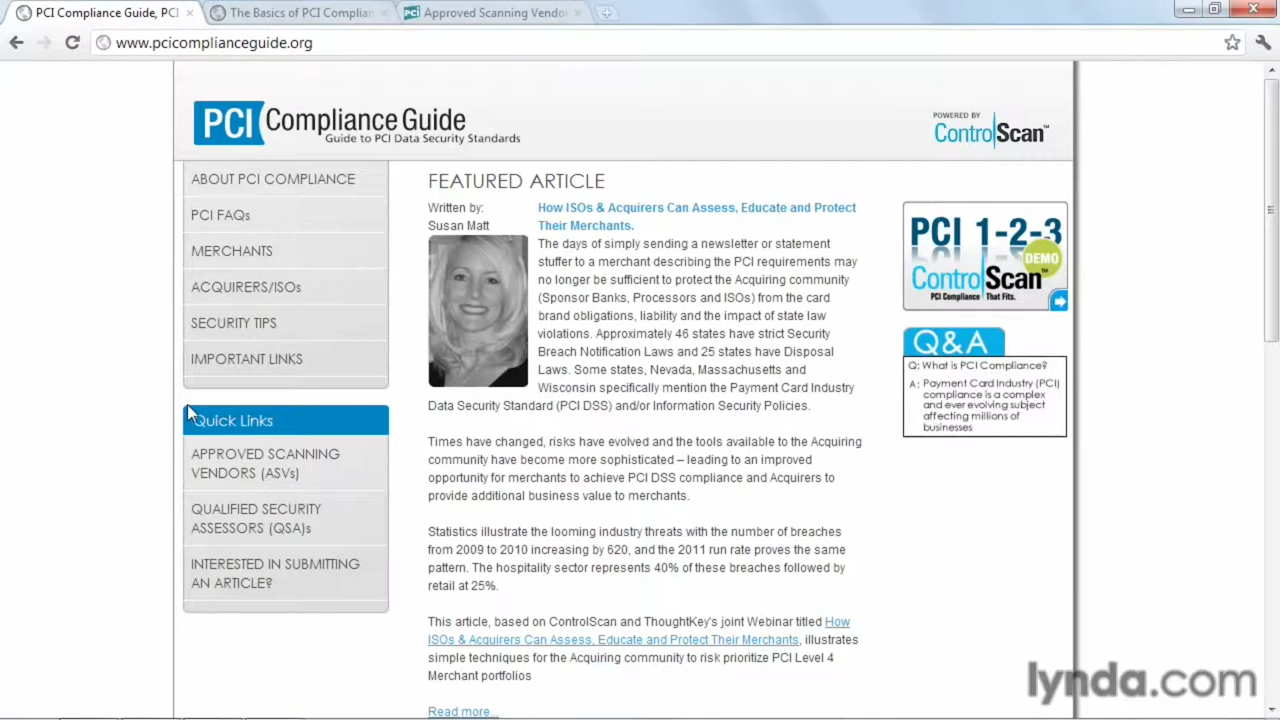 PCI Compliance Guide, PCI
The Basics of PCI Complian
Approved Scanning Vendo
www.pcicomplianceguide.org
PCI Compliance Guide
Guide to PCI Data Security Standards
POWERED BY
ControlScan™
ABOUT PCI COMPLIANCE
PCI FAQs
MERCHANTS
ACQUIRERS/ISOs
SECURITY TIPS
IMPORTANT LINKS
Quick Links
APPROVED SCANNING
VENDORS (ASVs)
QUALIFIED SECURITY
ASSESSORS (QSA)s
INTERESTED IN SUBMITTING
AN ARTICLE?
FEATURED ARTICLE
Written by:
Susan Matt
How ISOs & Acquirers Can Assess, Educate and Protect
Their Merchants.
The days of simply sending a newsletter or statement
stuffer to a merchant describing the PCI requirements may
no longer be sufficient to protect the Acquiring community
(Sponsor Banks, Processors and ISOs) from the card
brand obligations, liability and the impact of state law
violations. Approximately 46 states have strict Security
Breach Notification Laws and 25 states have Disposal
Laws. Some states, Nevada, Massachusetts and
Wisconsin specifically mention the Payment Card Industry
Data Security Standard (PCI DSS) and/or Information Security Policies.
Times have changed, risks have evolved and the tools available to the Acquiring
community have become more sophisticated – leading to an improved
opportunity for merchants to achieve PCI DSS compliance and Acquirers to
provide additional business value to merchants.
Statistics illustrate the looming industry threats with the number of breaches
from 2009 to 2010 increasing by 620, and the 2011 run rate proves the same
pattern. The hospitality sector represents 40% of these breaches followed by
retail at 25%.
This article, based on ControlScan and ThoughtKey's joint Webinar titled How
ISOs & Acquirers Can Assess, Educate and Protect Their Merchants, illustrates
simple techniques for the Acquiring community to risk prioritize PCI Level 4
Merchant portfolios
Read more...
PCI 1-2-3
DEMO
ControlScan™
PCI Compliance That Fits.
Q&A
Q: What is PCI Compliance?
A: Payment Card Industry (PCI)
compliance is a complex
and ever evolving subject
affecting millions of
businesses
lynda.com